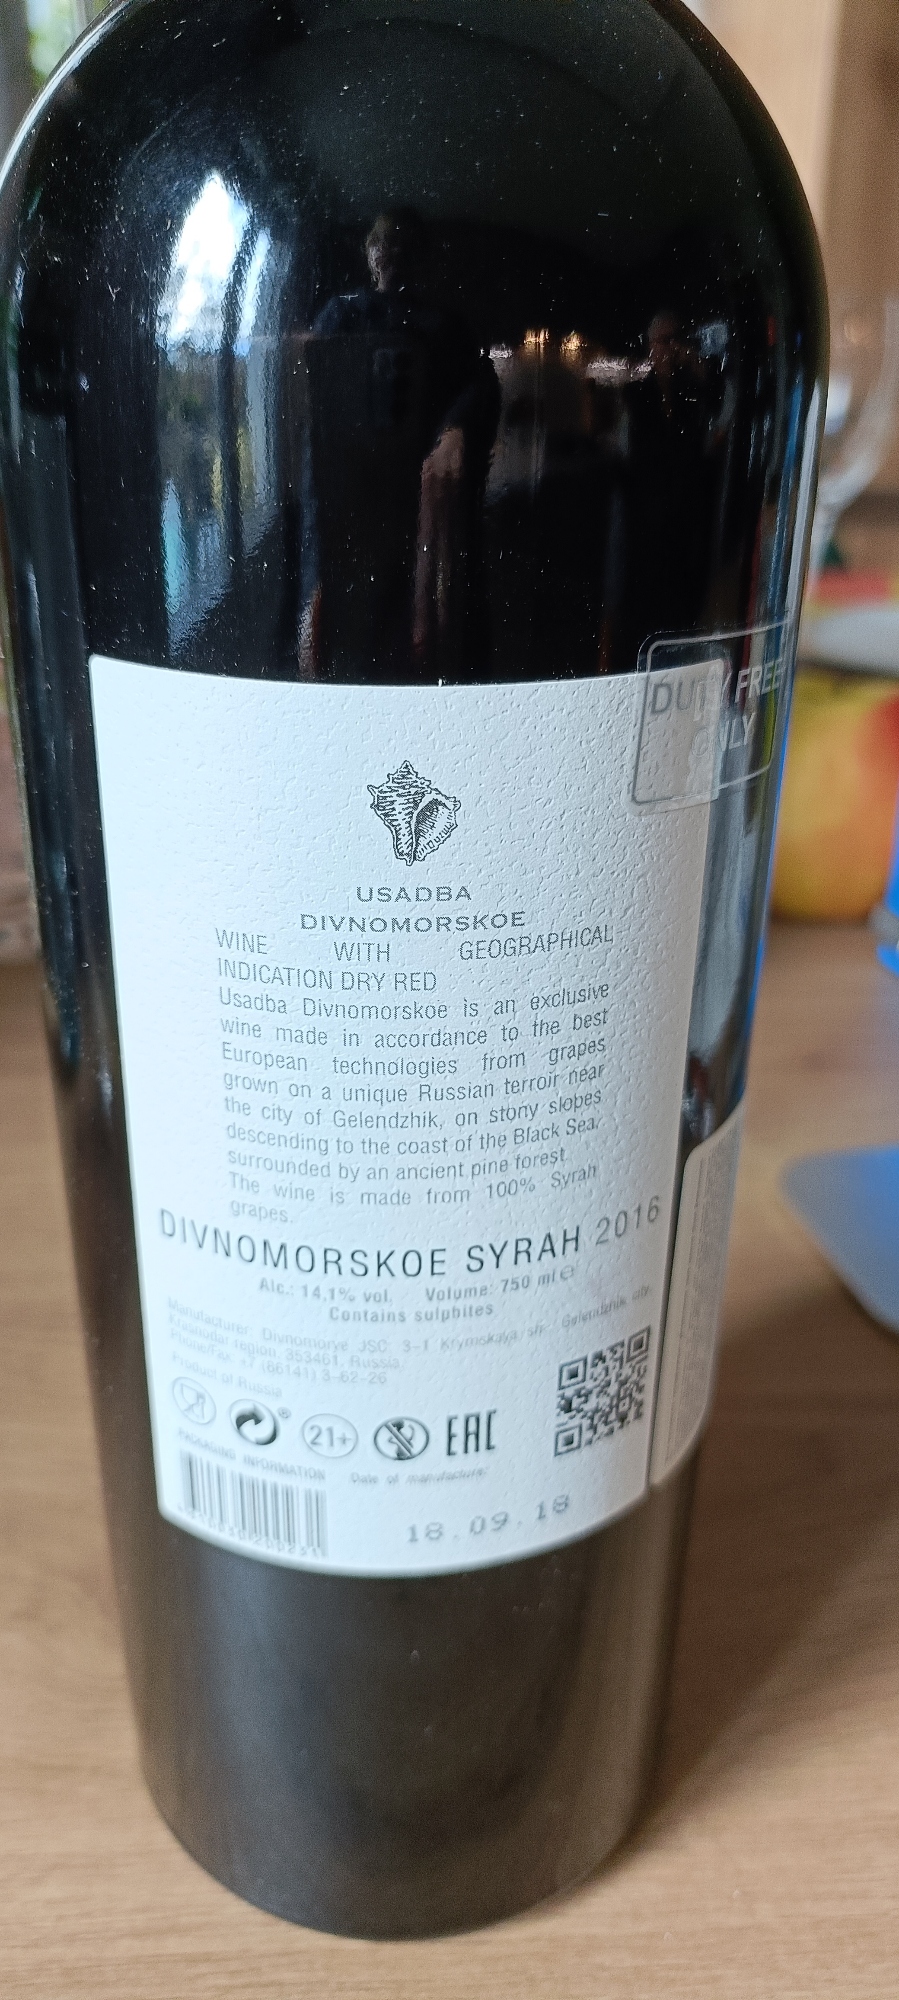 DUTY FREE
ONLY
USADBA
DIVNOMORSKOE
WINE WITH GEOGRAPHICAL
INDICATION DRY RED
Usadba Divnomorskoe is an exclusive
wine made in accordance to the best
European technologies from grapes
grown on a unique Russian terroir near
the city of Gelendzhik, on stony slopes
descending to the coast of the Black Sea,
surrounded by an ancient pine forest.
The wine is made from 100% Syrah
grapes.
DIVNOMORSKOE SYRAH 2016
Alc.: 14,1% vol. Volume: 750 ml e
Contains sulphites
Manufacturer: Divnomorye JSC 3-1 Krymskaya str. Gelendzhik city,
Krasnodar region, 353461, Russia
Phone/Fax: +7 (86141) 3-62-26
Product of Russia
21+ EAC
PACKAGING INFORMATION Date of manufacture:
18.09.18